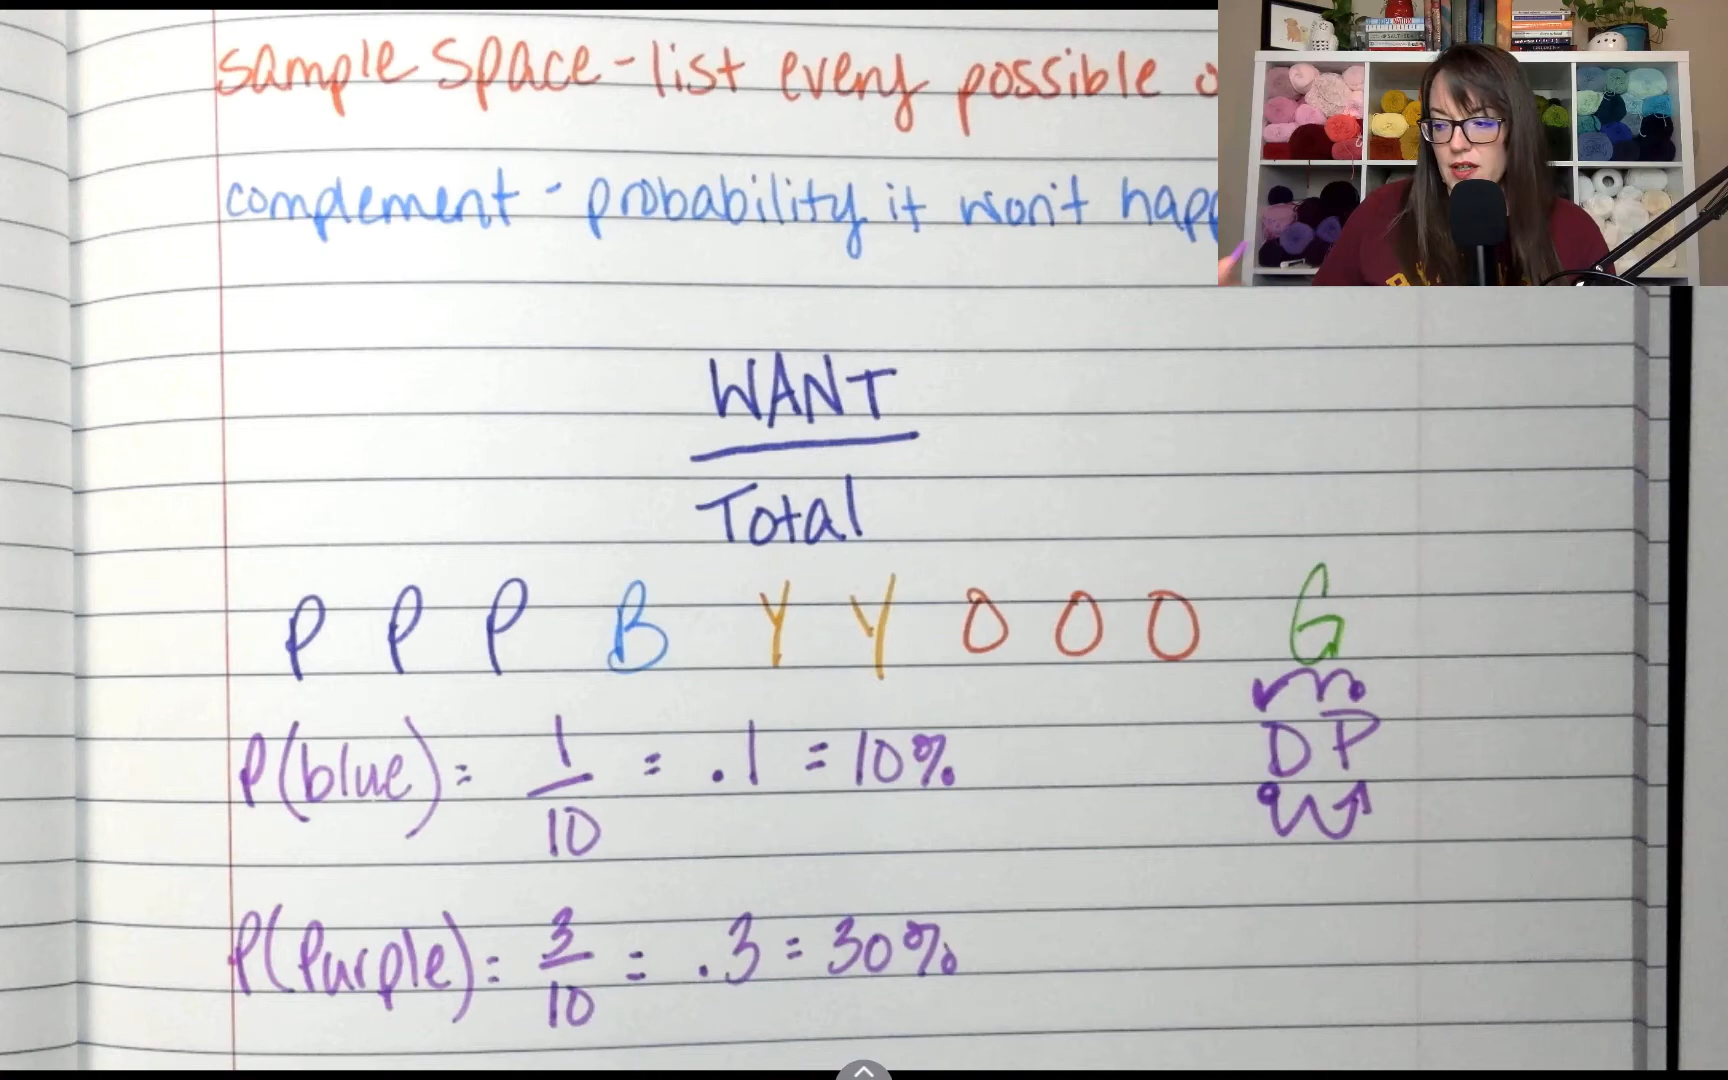 sample space - list every possible
complement - probability it won't
WANT
Total
P P P B Y Y O O O G
D P
P(blue) = 1/10 = .1 = 10%
P(Purple) = 3/10 = .3 = 30%